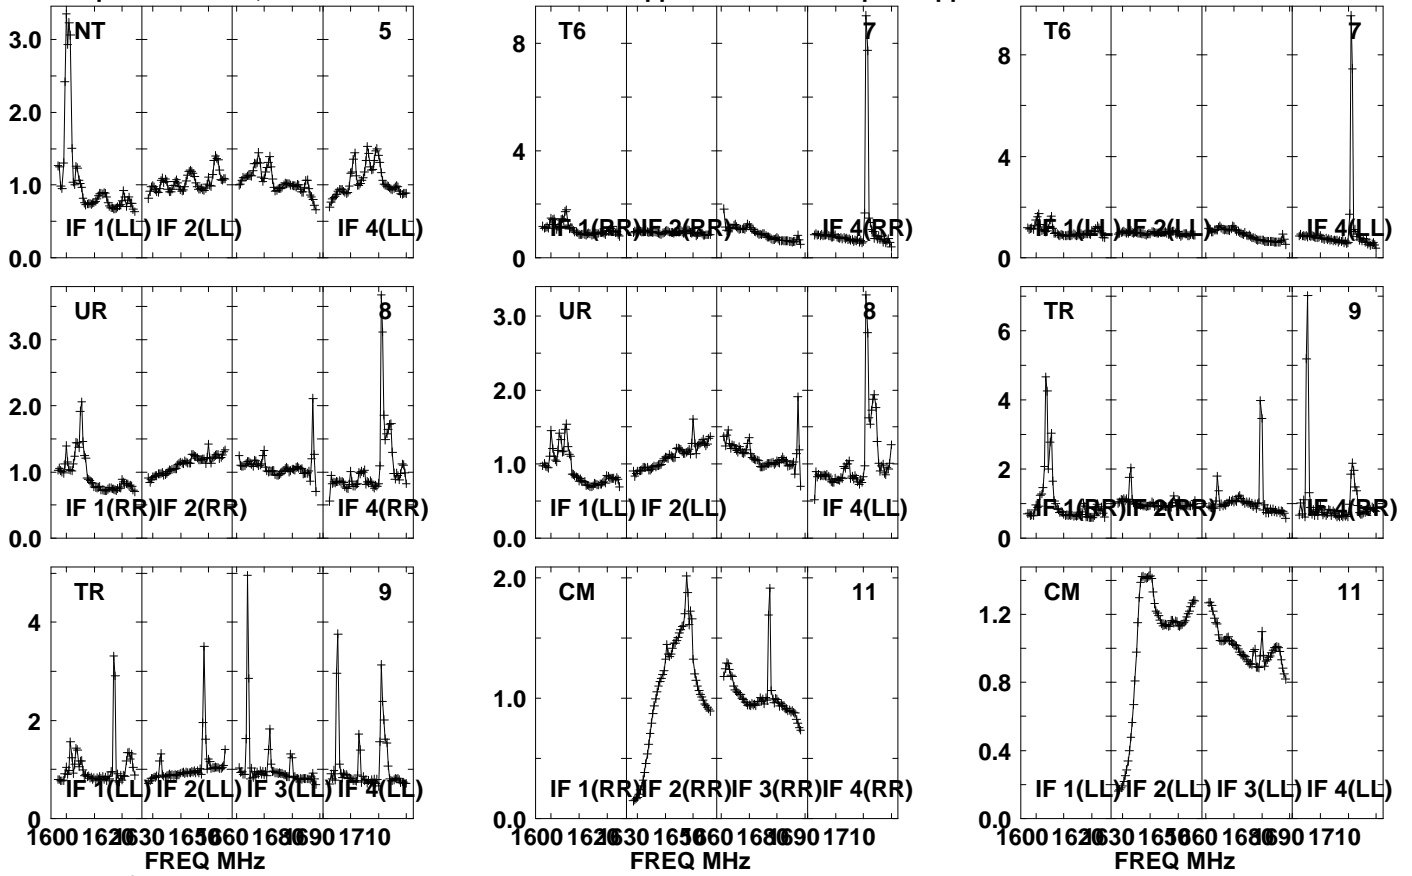 NT 5
3.0
2.0
1.0
0.0
IF 1(LL) IF 2(LL) IF 4(LL)
T6 7
8
4
2
0
IF 1(RR) IF 2(RR) IF 4(RR)
T6 7
8
4
2
0
IF 1(LL) IF 2(LL) IF 4(LL)
UR 8
3.0
2.0
1.0
0.0
IF 1(RR) IF 2(RR) IF 4(RR)
UR 8
3.0
2.0
1.0
0.0
IF 1(LL) IF 2(LL) IF 4(LL)
TR 9
6
4
2
0
IF 1(RR) IF 2(RR) IF 4(RR)
TR 9
4
2
0
IF 1(LL) IF 2(LL) IF 3(LL) IF 4(LL)
1600 1620 1630 1650 1660 1680 1690 1710
FREQ MHz
CM 11
2.0
1.0
0.0
IF 1(RR) IF 2(RR) IF 3(RR) IF 4(RR)
1600 1620 1630 1650 1660 1680 1690 1710
FREQ MHz
CM 11
1.2
0.8
0.4
0.0
IF 1(LL) IF 2(LL) IF 3(LL) IF 4(LL)
1600 1620 1630 1650 1660 1680 1690 1710
FREQ MHz